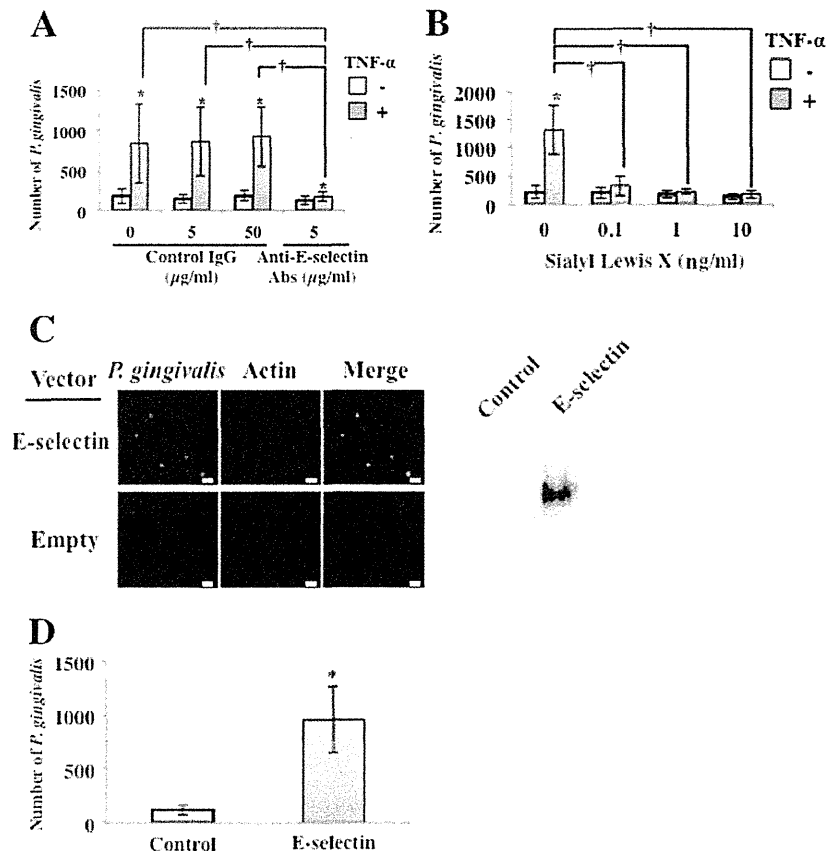 A
†
†
†
TNF-α
-
+
Number of P. gingivalis
1500
1000
500
0
* * * *
0 5 50 5
Control IgG (µg/ml)
Anti-E-selectin Abs (µg/ml)
B
†
†
†
TNF-α
-
+
Number of P. gingivalis
2000
1500
1000
500
0
*
0 0.1 1 10
Sialyl Lewis X (ng/ml)
C
Vector P. gingivalis Actin Merge
E-selectin
Empty
Control E-selectin
D
Number of P. gingivalis
1500
1000
500
0
*
Control E-selectin